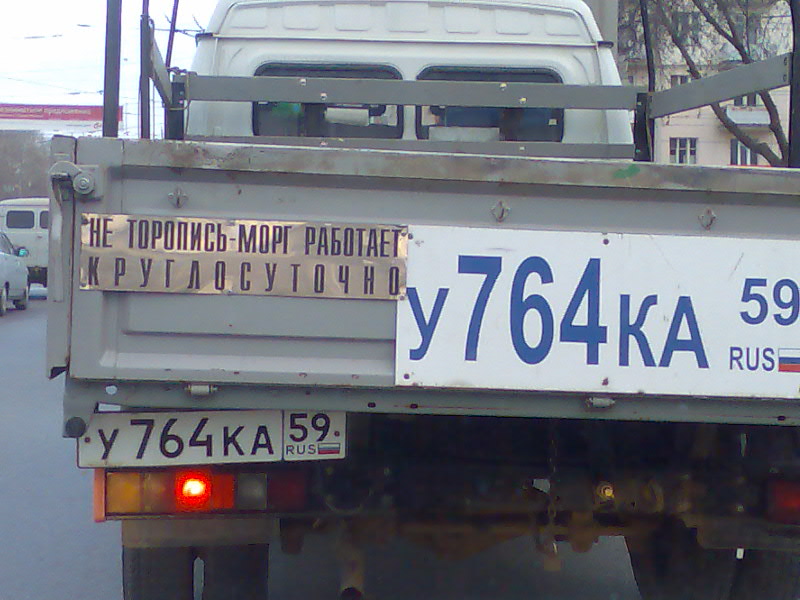 НЕ ТОРОПИСЬ-МОРГ РАБОТАЕТ
КРУГЛОСУТОЧНО
У764КА 59
RUS
У764КА 59
RUS